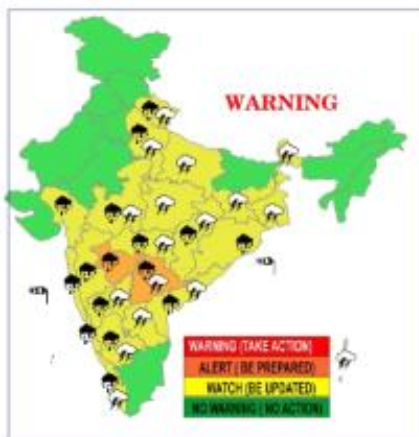 WARNING
WARNING (TAKE ACTION)
ALERT ( BE PREPARED)
WATCH (BE UPDATED)
NO WARNING ( NO ACTION)